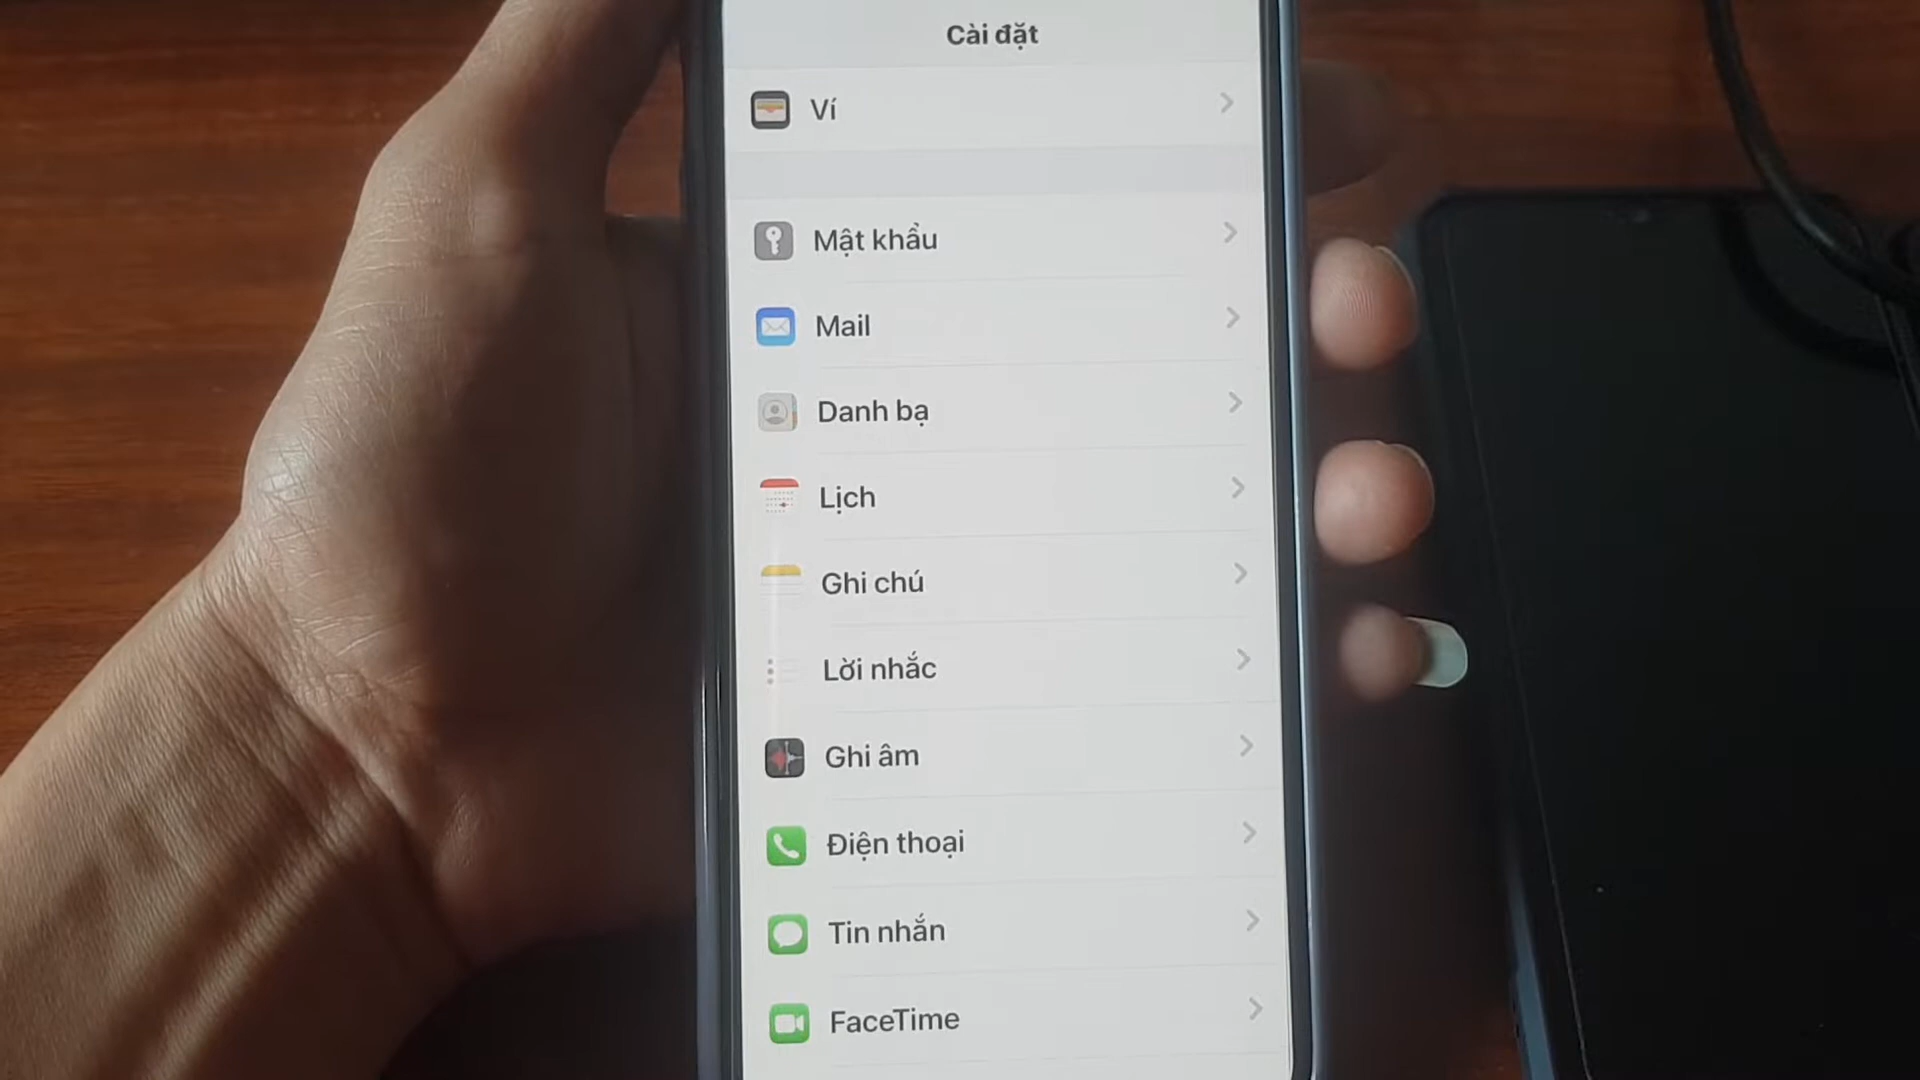 Cài đặt
Ví
Mật khẩu
Mail
Danh bạ
Lịch
Ghi chú
Lời nhắc
Ghi âm
Điện thoại
Tin nhắn
FaceTime